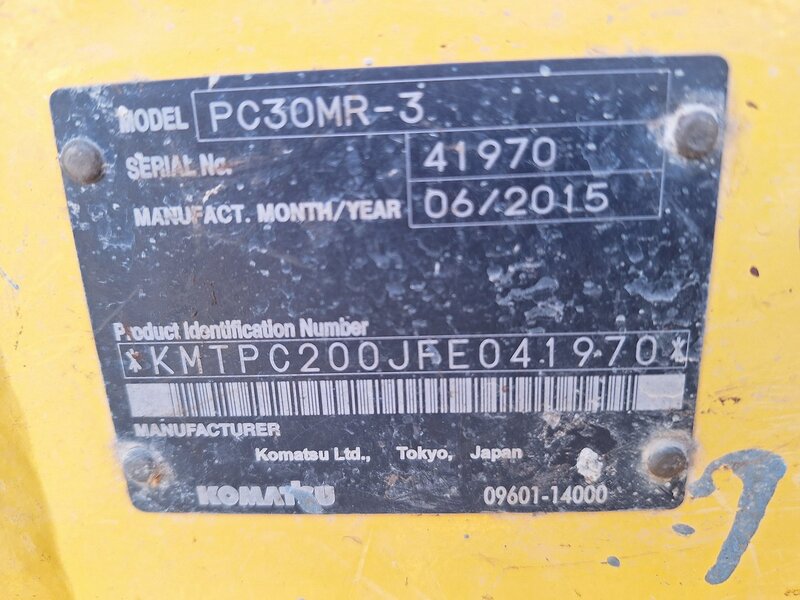 MODEL PC30MR-3
SERIAL No. 41970
MANUFACT. MONTH/YEAR 06/2015
Product Identification Number
*KMTPC200JFE041970*
MANUFACTURER
Komatsu Ltd., Tokyo, Japan
KOMATSU 09601-14000